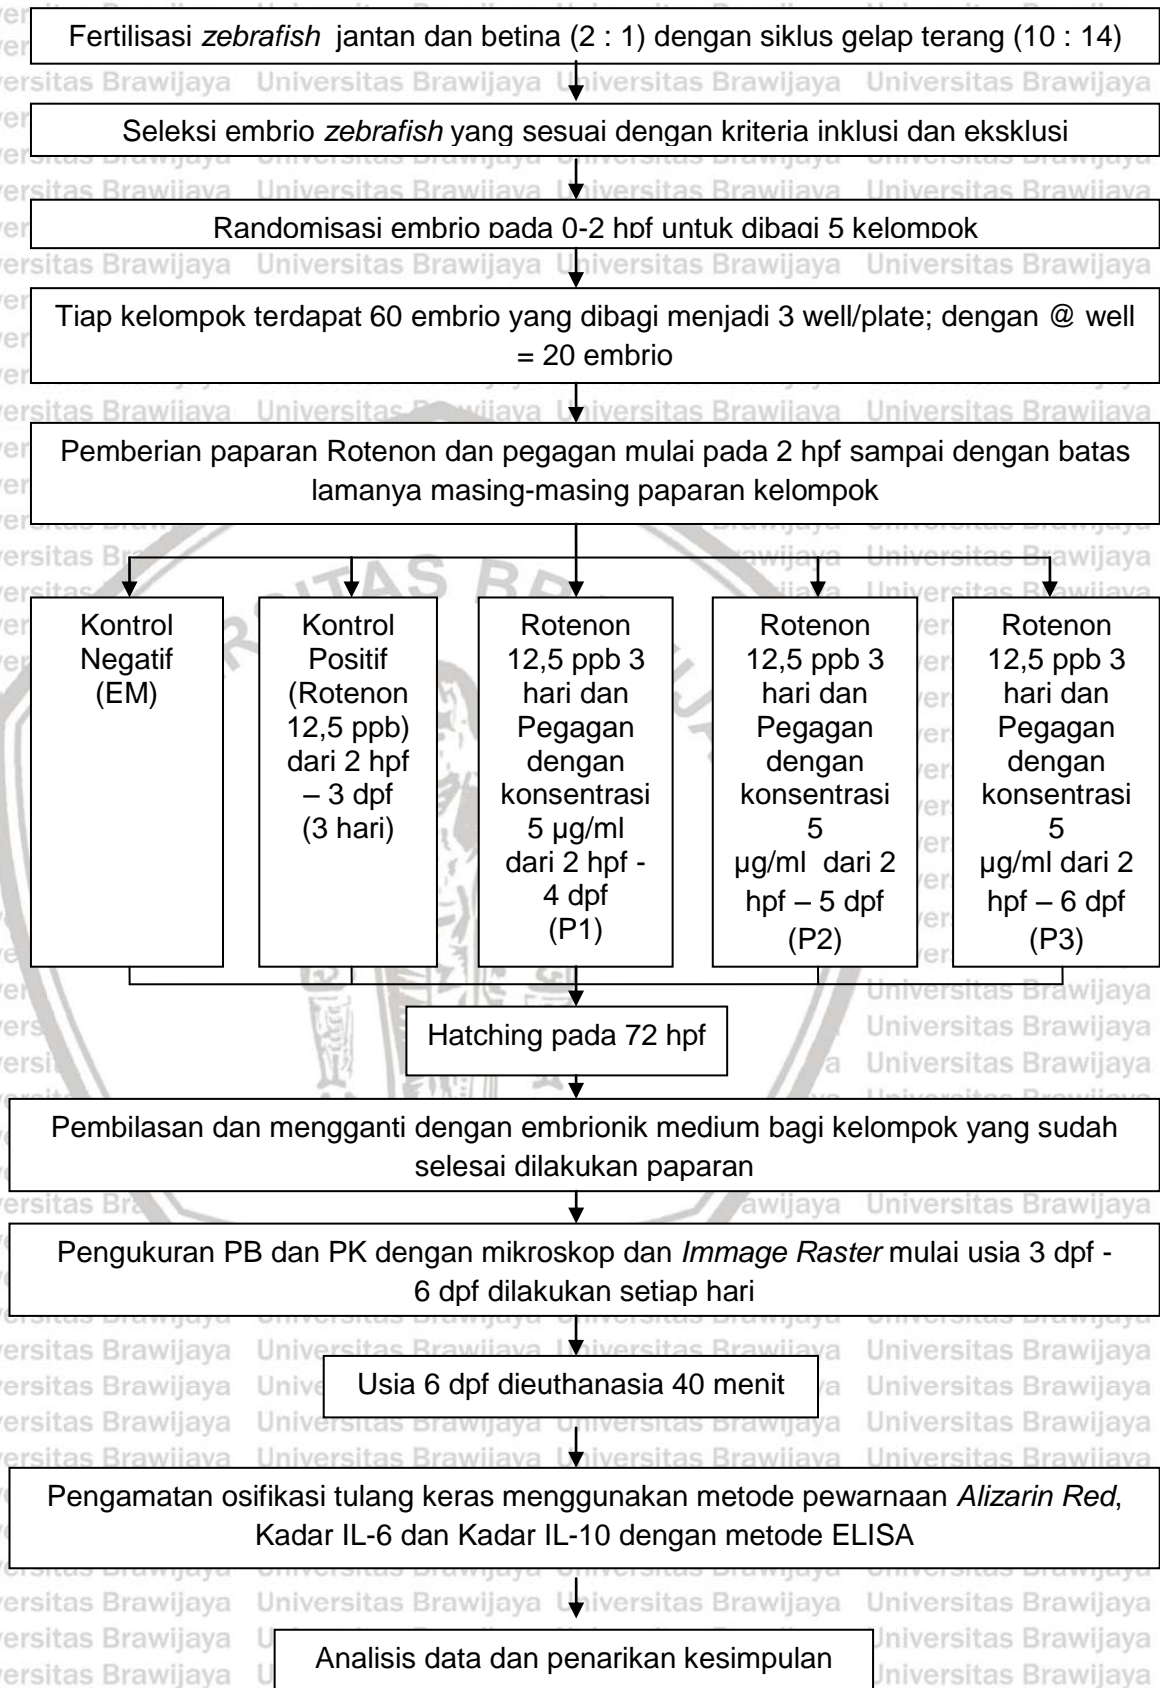 Fertilisasi zebrafish jantan dan betina (2 : 1) dengan siklus gelap terang (10 : 14)
Seleksi embrio zebrafish yang sesuai dengan kriteria inklusi dan eksklusi
Randomisasi embrio pada 0-2 hpf untuk dibagi 5 kelompok
Tiap kelompok terdapat 60 embrio yang dibagi menjadi 3 well/plate; dengan @ well
= 20 embrio
Pemberian paparan Rotenon dan pegagan mulai pada 2 hpf sampai dengan batas
lamanya masing-masing paparan kelompok
Kontrol
Negatif
(EM)
Kontrol
Positif
(Rotenon
12,5 ppb)
dari 2 hpf
– 3 dpf
(3 hari)
Rotenon
12,5 ppb 3
hari dan
Pegagan
dengan
konsentrasi
5 µg/ml
dari 2 hpf -
4 dpf
(P1)
Rotenon
12,5 ppb 3
hari dan
Pegagan
dengan
konsentrasi
5
µg/ml dari 2
hpf – 5 dpf
(P2)
Rotenon
12,5 ppb 3
hari dan
Pegagan
dengan
konsentrasi
5
µg/ml dari 2
hpf – 6 dpf
(P3)
Hatching pada 72 hpf
Pembilasan dan mengganti dengan embrionik medium bagi kelompok yang sudah
selesai dilakukan paparan
Pengukuran PB dan PK dengan mikroskop dan Immage Raster mulai usia 3 dpf -
6 dpf dilakukan setiap hari
Usia 6 dpf dieuthanasia 40 menit
Pengamatan osifikasi tulang keras menggunakan metode pewarnaan Alizarin Red,
Kadar IL-6 dan Kadar IL-10 dengan metode ELISA
Analisis data dan penarikan kesimpulan